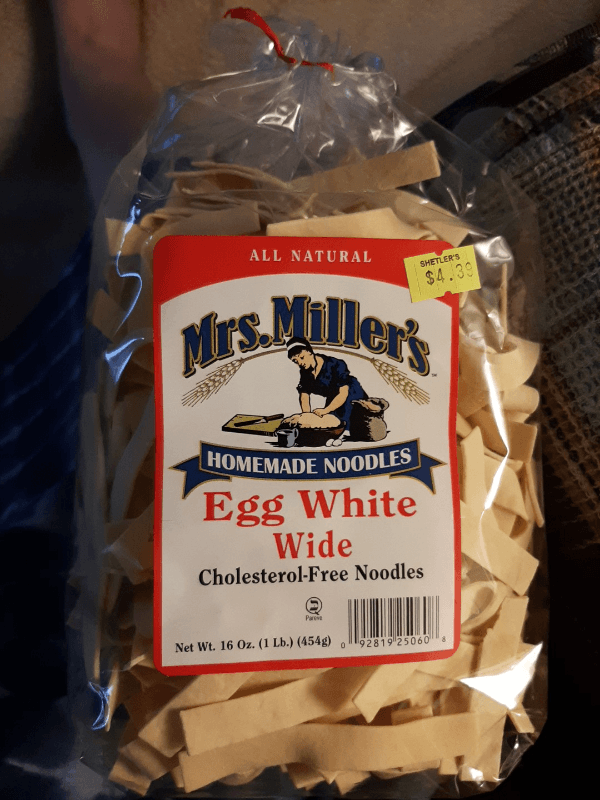 ALL NATURAL
SHETLER'S
$4.39
Mrs. Miller's
HOMEMADE NOODLES
Egg White
Wide
Cholesterol-Free Noodles
Pareve
Net Wt. 16 Oz. (1 Lb.) (454g)
0 92819 25060 8